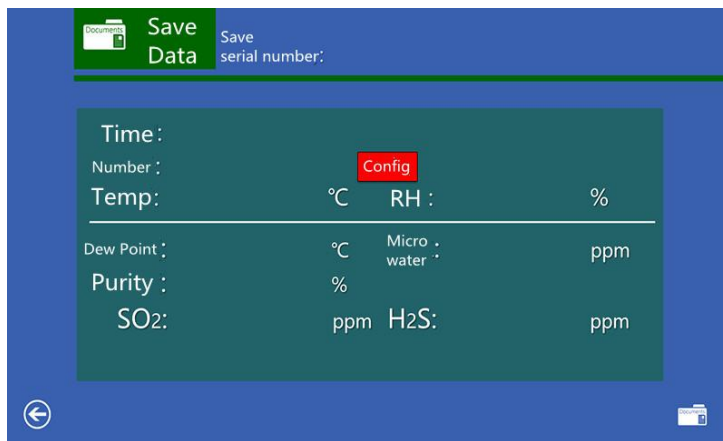 Documents
Save
Data
Save
serial number:
Time:
Number:
Config
Temp: °C RH: %
Dew Point: °C Micro
water: ppm
Purity: %
SO2: ppm H2S: ppm
Documents